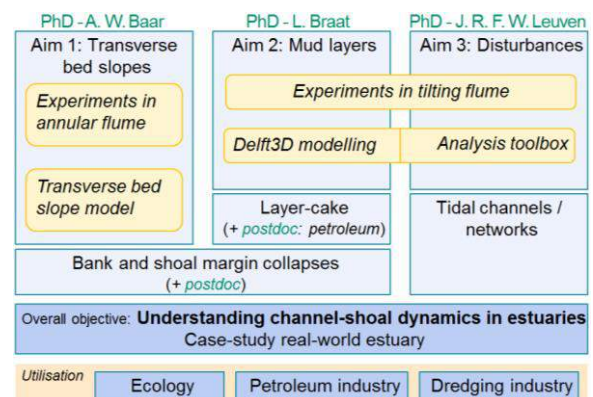 PhD - A. W. Baar
PhD - L. Braat
PhD - J. R. F. W. Leuven
Aim 1: Transverse
bed slopes
Experiments in
annular flume
Transverse bed
slope model
Aim 2: Mud layers
Aim 3: Disturbances
Experiments in tilting flume
Delft3D modelling
Analysis toolbox
Layer-cake
(+ postdoc: petroleum)
Tidal channels /
networks
Bank and shoal margin collapses
(+ postdoc)
Overall objective: Understanding channel-shoal dynamics in estuaries
Case-study real-world estuary
Utilisation
Ecology
Petroleum industry
Dredging industry